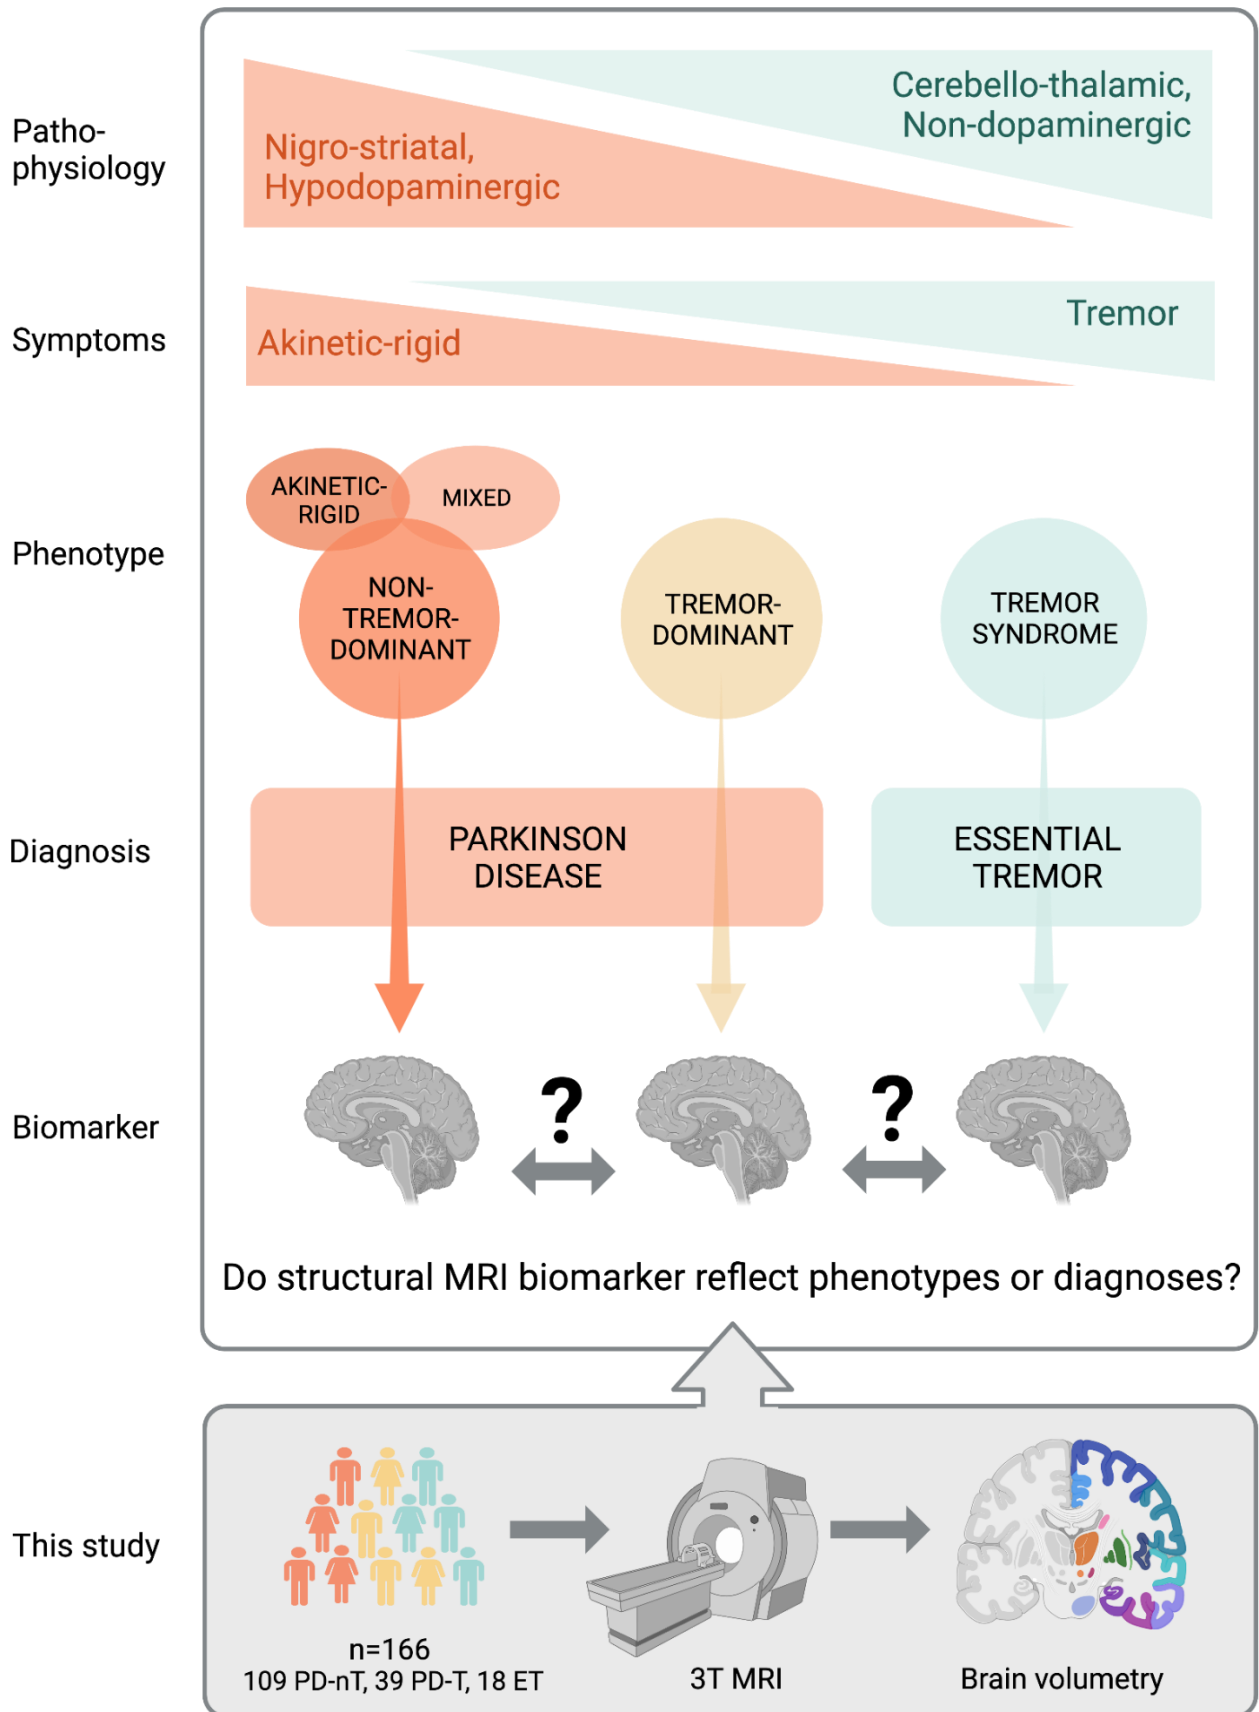 Patho-
physiology
Nigro-striatal,
Hypodopaminergic
Cerebello-thalamic,
Non-dopaminergic
Symptoms
Akinetic-rigid
Tremor
Phenotype
AKINETIC-
RIGID
MIXED
NON-
TREMOR-
DOMINANT
TREMOR-
DOMINANT
TREMOR
SYNDROME
Diagnosis
PARKINSON
DISEASE
ESSENTIAL
TREMOR
Biomarker
?
?
Do structural MRI biomarker reflect phenotypes or diagnoses?
This study
n=166
109 PD-nT, 39 PD-T, 18 ET
3T MRI
Brain volumetry